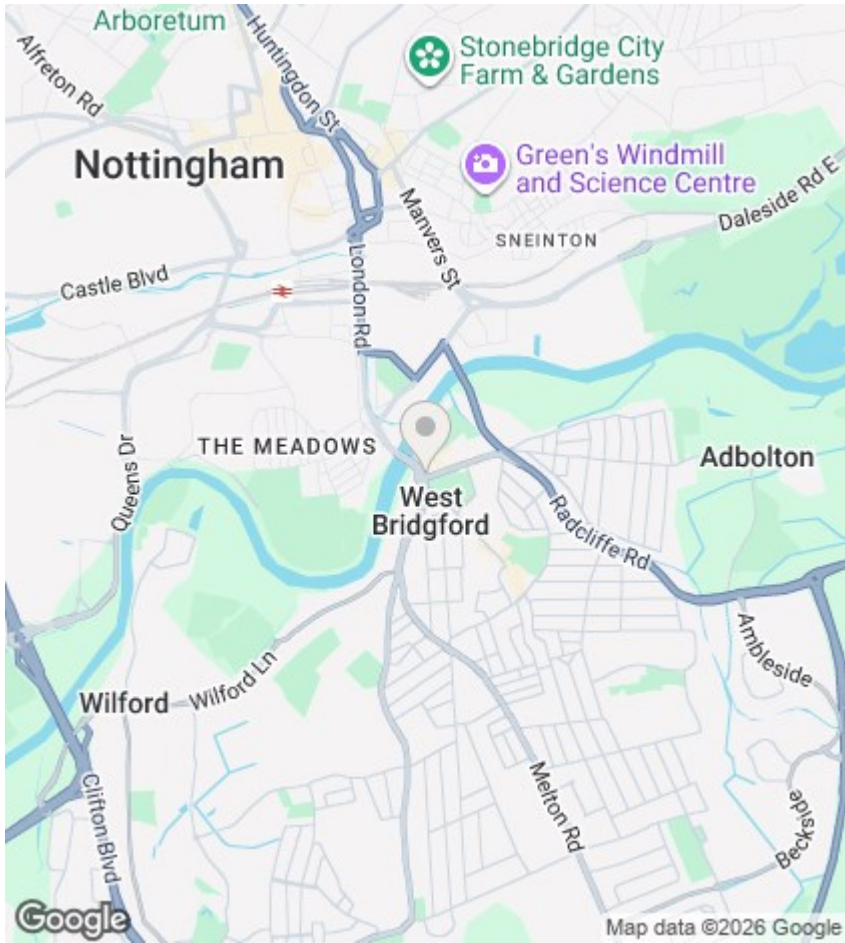 Arboretum
Alfreton Rd
Huntingdon St
Stonebridge City
Farm & Gardens
Nottingham
Green's Windmill
and Science Centre
Manvers St
Daleside Rd E
SNEINTON
Castle Blvd
London Rd
Queens Dr
THE MEADOWS
Adbolton
West
Bridgford
Radcliffe Rd
Ambleside
Wilford
Wilford Ln
Clifton Blvd
Melton Rd
Beckside
Google
Map data ©2026 Google